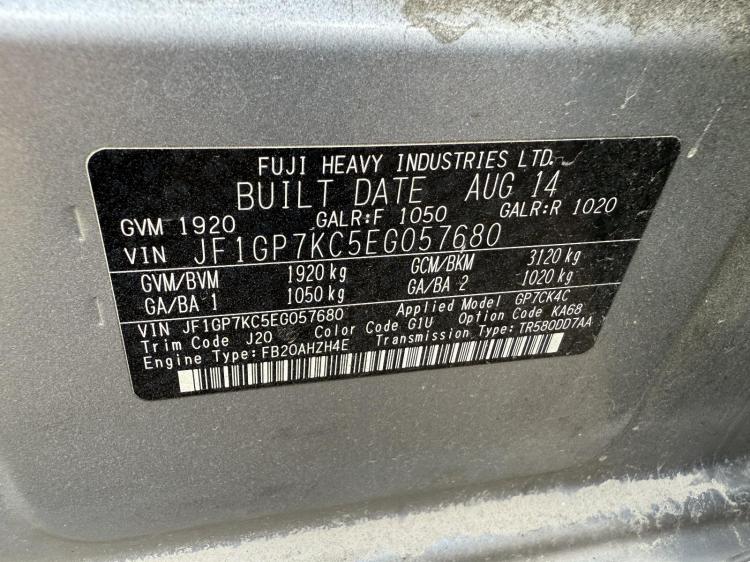 FUJI HEAVY INDUSTRIES LTD.
BUILT DATE AUG 14
GVM 1920 GALR:F 1050 GALR:R 1020
VIN JF1GP7KC5EG057680
GVM/BVM 1920 kg GCM/BKM 3120 kg
GA/BA 1 1050 kg GA/BA 2 1020 kg
VIN JF1GP7KC5EG057680 Applied Model GP7CK4C
Trim Code J20 Color Code G1U Option Code KA68
Engine Type:FB20AHZH4E Transmission Type:TR580DD7AA